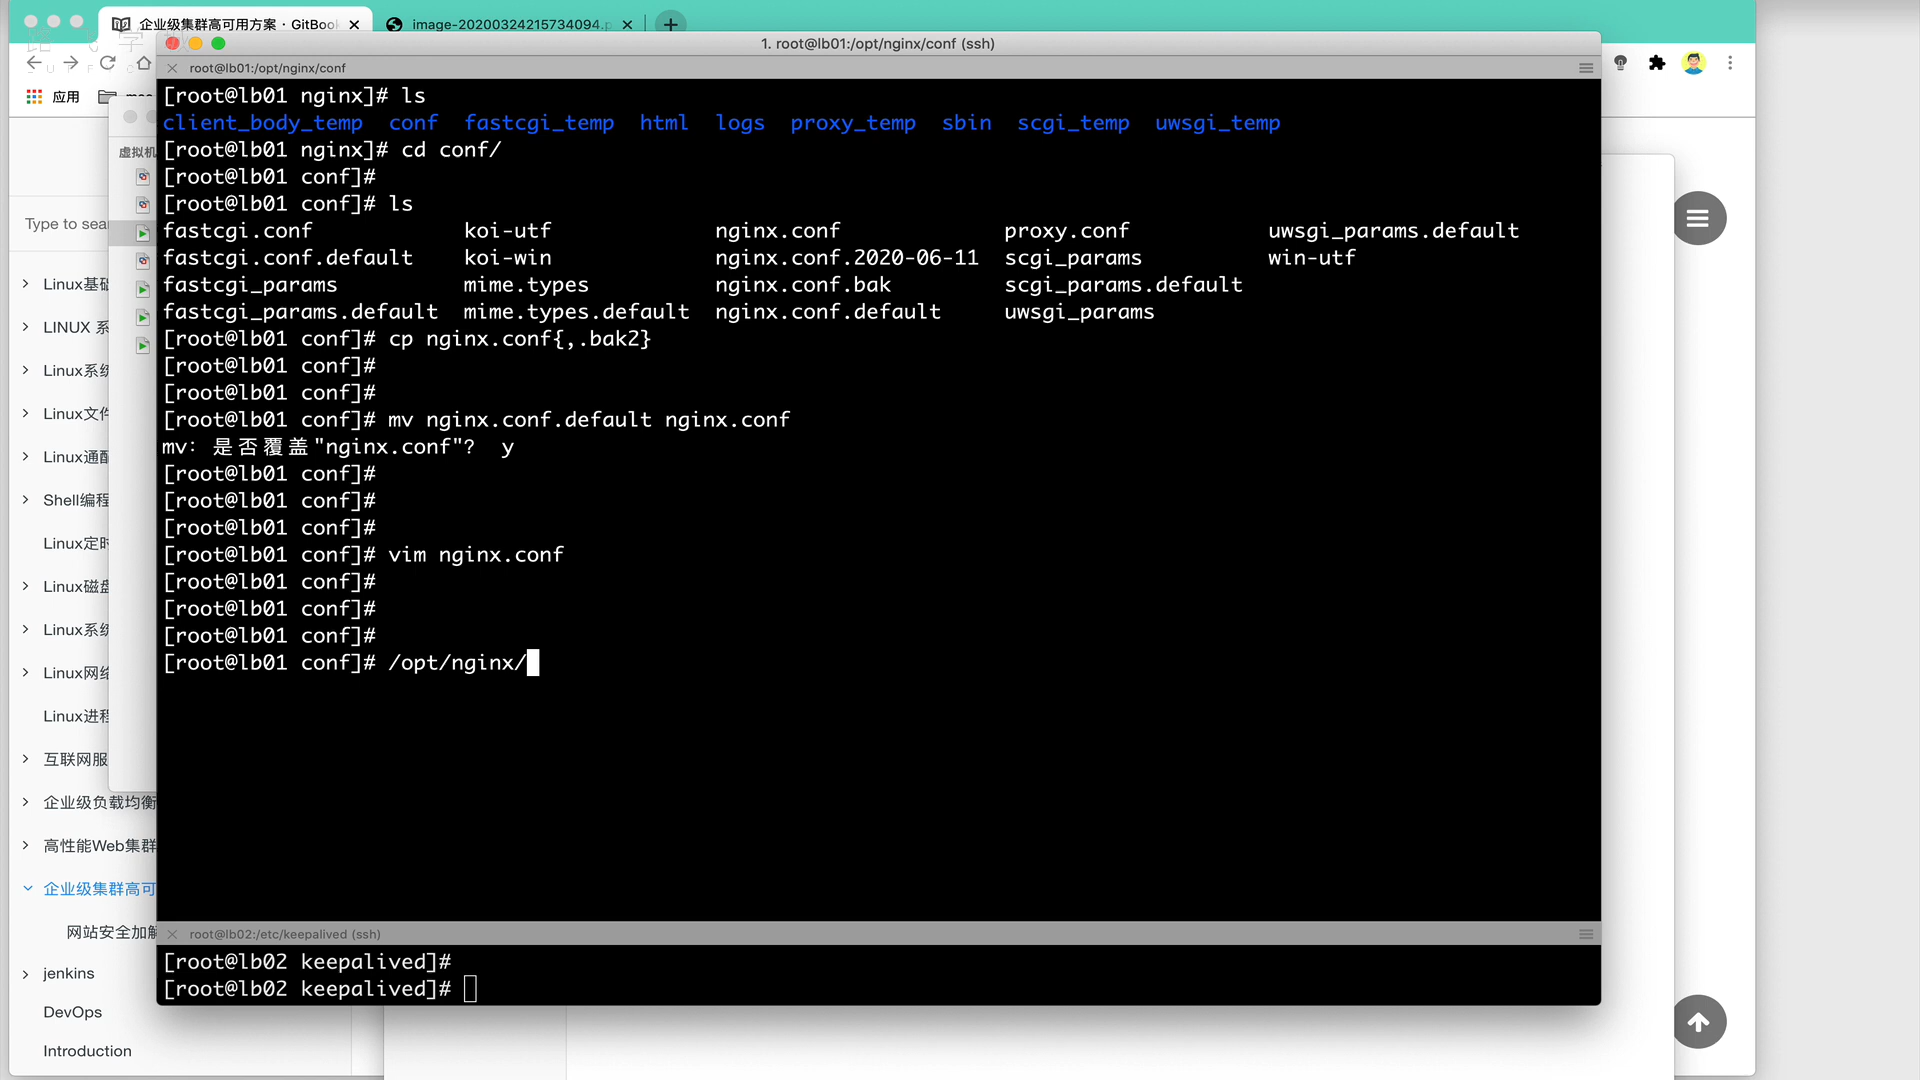 企业级集群高可用方案 · GitBook
image-20200324215734094.p
1. root@lb01:/opt/nginx/conf (ssh)
root@lb01:/opt/nginx/conf
应用
虚拟机
Type to sea
Linux基础
LINUX 系
Linux系统
Linux文件
Linux通配
Shell编程
Linux定时
Linux磁盘
Linux系统
Linux网络
Linux进程
互联网服
企业级负载均衡
高性能Web集群
企业级集群高可
网站安全加解
jenkins
DevOps
Introduction
[root@lb01 nginx]# ls
client_body_temp conf fastcgi_temp html logs proxy_temp sbin scgi_temp uwsgi_temp
[root@lb01 nginx]# cd conf/
[root@lb01 conf]#
[root@lb01 conf]# ls
fastcgi.conf koi-utf nginx.conf proxy.conf uwsgi_params.default
fastcgi.conf.default koi-win nginx.conf.2020-06-11 scgi_params win-utf
fastcgi_params mime.types nginx.conf.bak scgi_params.default
fastcgi_params.default mime.types.default nginx.conf.default uwsgi_params
[root@lb01 conf]# cp nginx.conf{,.bak2}
[root@lb01 conf]#
[root@lb01 conf]#
[root@lb01 conf]# mv nginx.conf.default nginx.conf
mv：是否覆盖"nginx.conf"？ y
[root@lb01 conf]#
[root@lb01 conf]#
[root@lb01 conf]#
[root@lb01 conf]# vim nginx.conf
[root@lb01 conf]#
[root@lb01 conf]#
[root@lb01 conf]#
[root@lb01 conf]# /opt/nginx/
root@lb02:/etc/keepalived (ssh)
[root@lb02 keepalived]#
[root@lb02 keepalived]#